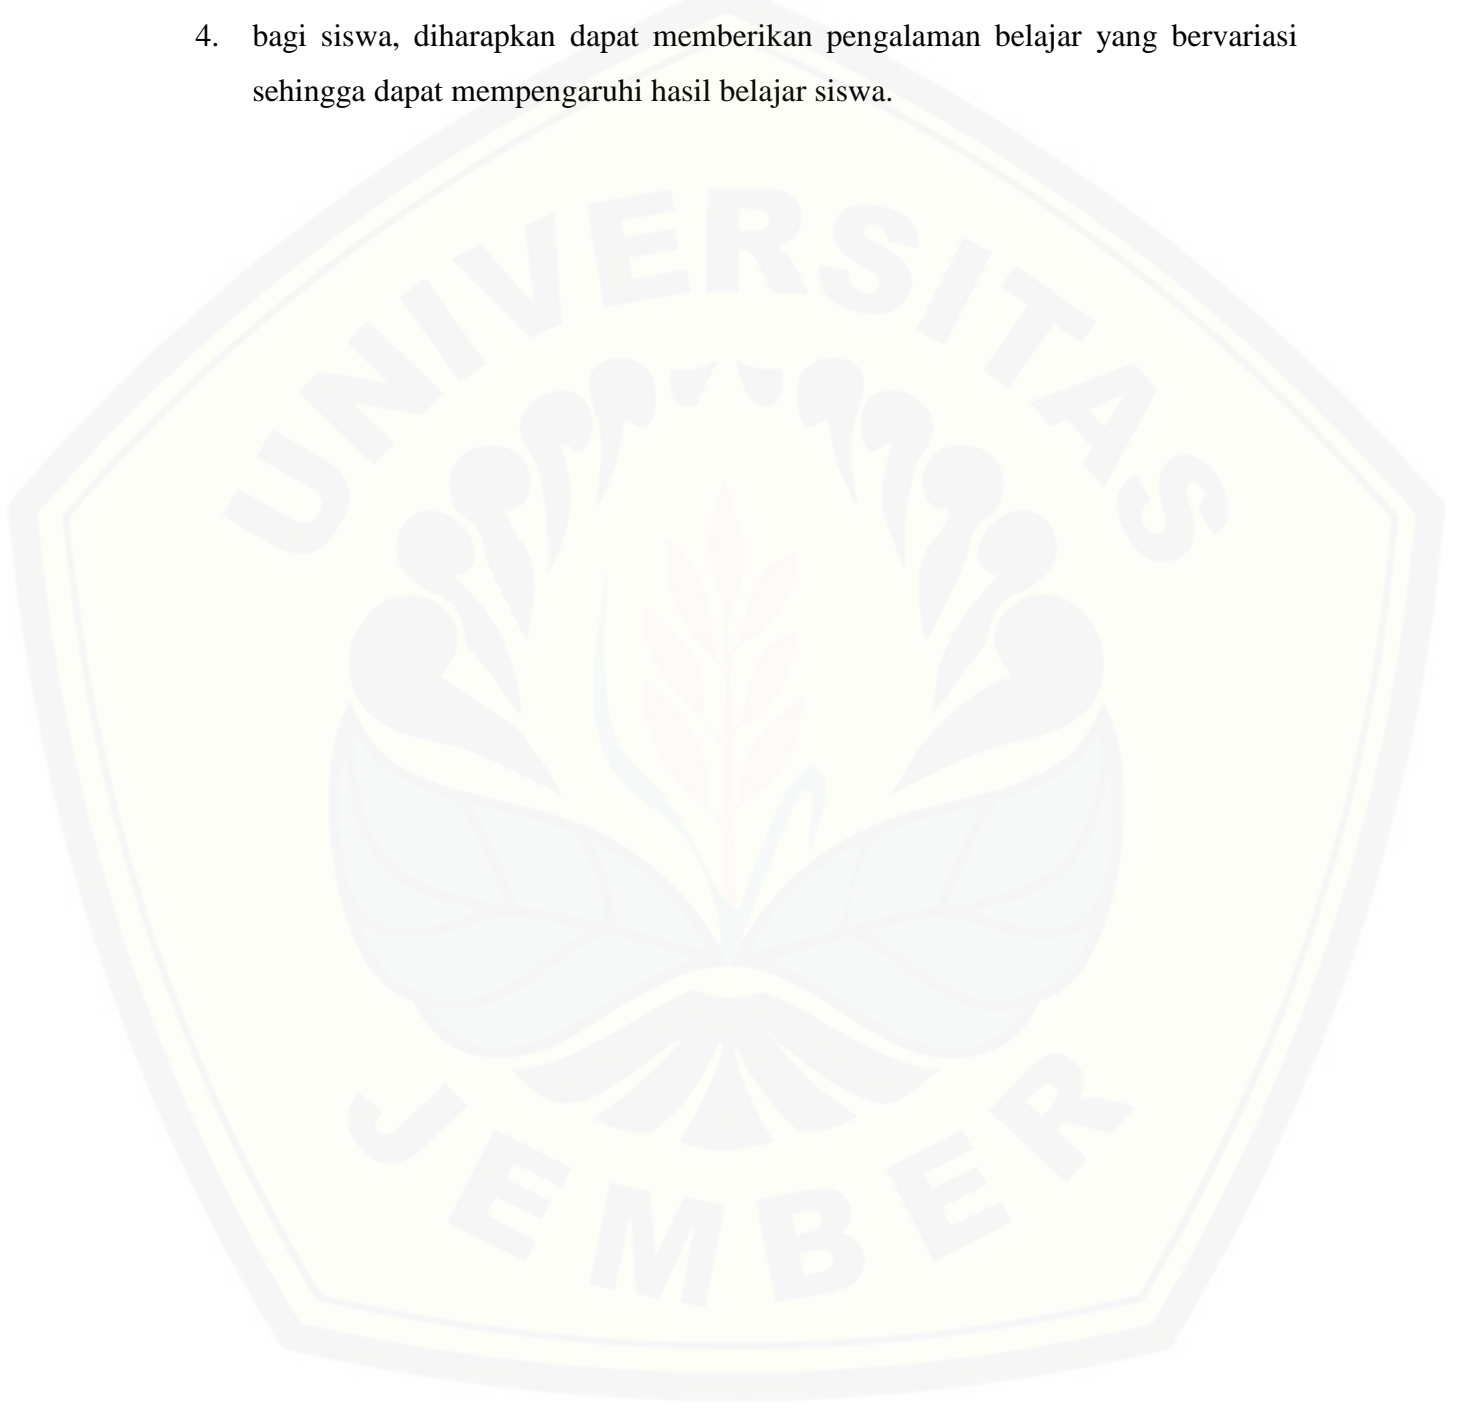 4. bagi siswa, diharapkan dapat memberikan pengalaman belajar yang bervariasi
sehingga dapat mempengaruhi hasil belajar siswa.
UNIVERSITAS
JEMBER